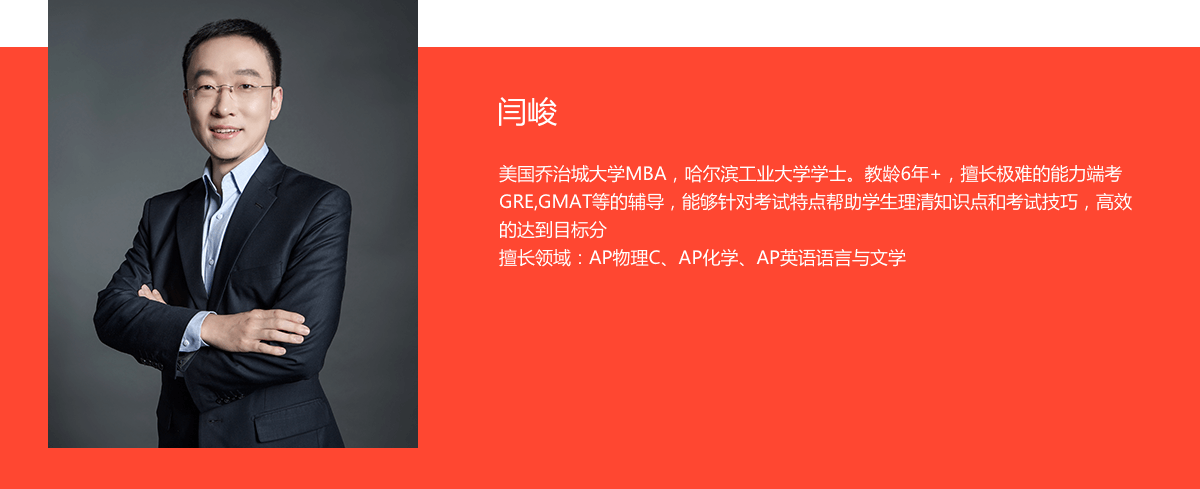 闫峻
美国乔治城大学MBA，哈尔滨工业大学学士。教龄6年+，擅长极难的能力端考
GRE,GMAT等的辅导，能够针对考试特点帮助学生理清知识点和考试技巧，高效
的达到目标分
擅长领域：AP物理C、AP化学、AP英语语言与文学